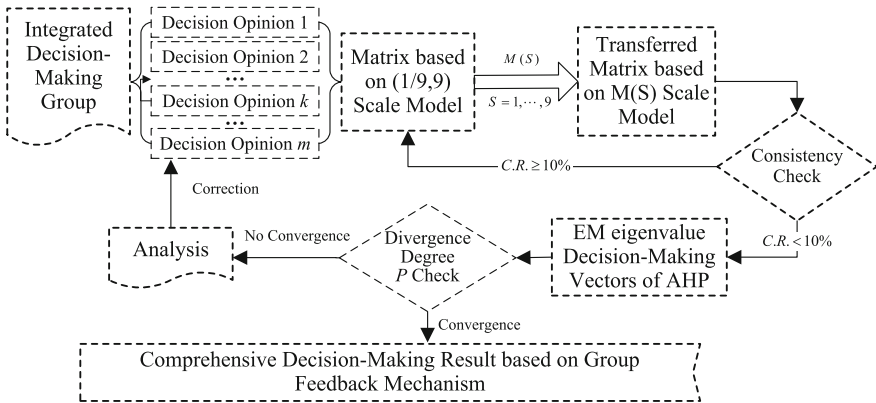 Integrated
Decision-
Making
Group
Decision Opinion 1
Decision Opinion 2
...
Decision Opinion k
...
Decision Opinion m
Matrix based
on (1/9,9)
Scale Model
M(S)
S = 1,⋯,9
Transferred
Matrix based
on M(S) Scale
Model
C.R. ≥ 10%
Consistency
Check
C.R. < 10%
Correction
Analysis
No Convergence
Divergence
Degree
P Check
EM eigenvalue
Decision-Making
Vectors of AHP
Convergence
Comprehensive Decision-Making Result based on Group
Feedback Mechanism